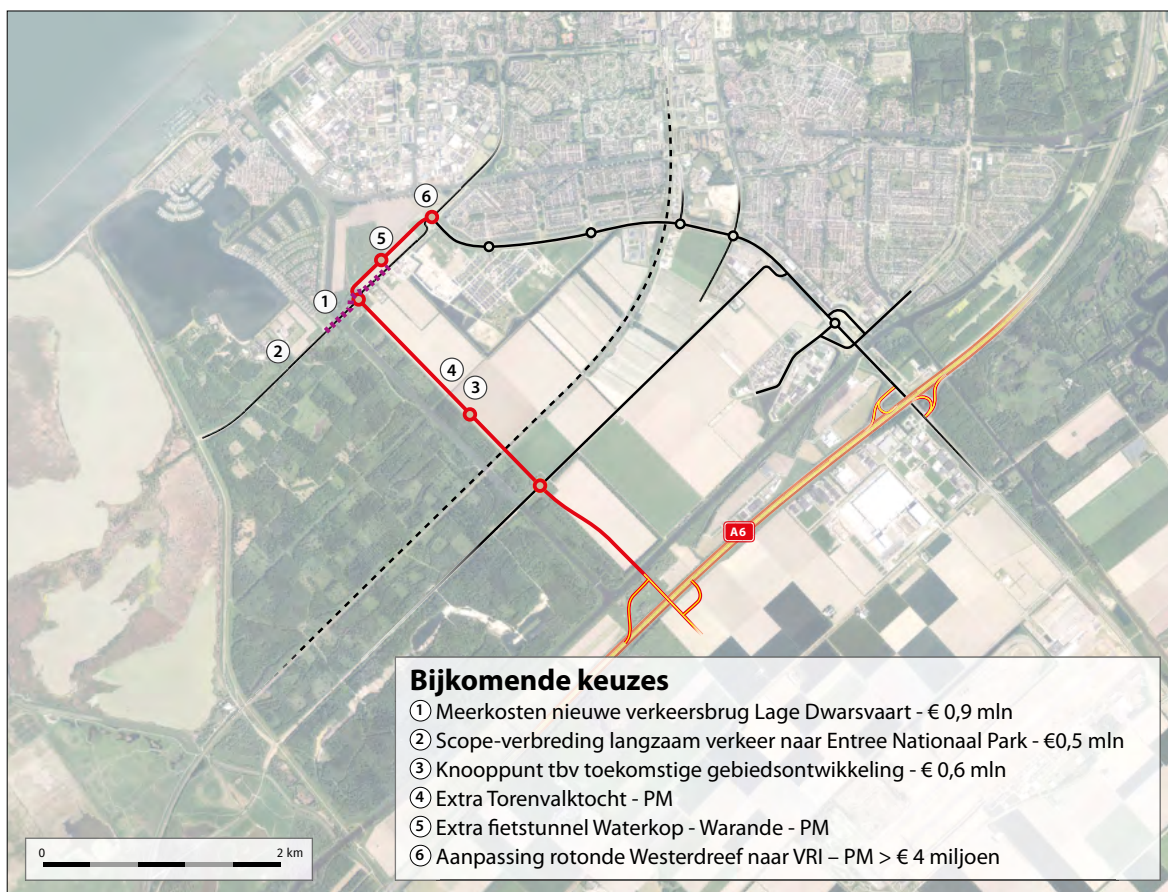 6
5
1
2
4
3
A6
Bijkomende keuzes
1 Meerkosten nieuwe verkeersbrug Lage Dwarsvaart - € 0,9 mln
2 Scope-verbreding langzaam verkeer naar Entree Nationaal Park - €0,5 mln
3 Knooppunt tbv toekomstige gebiedsontwikkeling - € 0,6 mln
4 Extra Torenvalktocht - PM
5 Extra fietstunnel Waterkop - Warande - PM
6 Aanpassing rotonde Westerdreef naar VRI – PM > € 4 miljoen
0 2 km